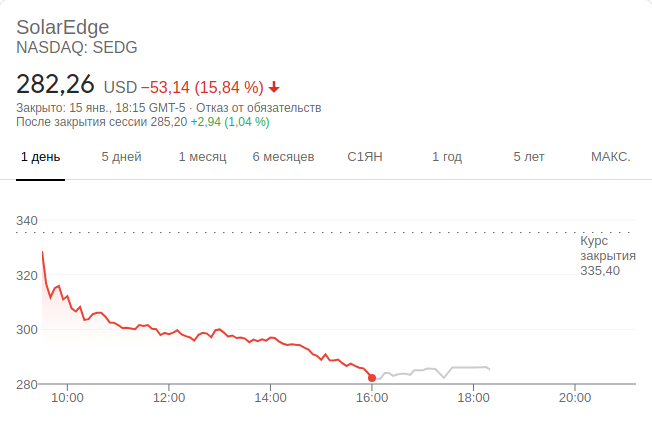 SolarEdge
NASDAQ: SEDG
282,26 USD −53,14 (15,84 %)
Закрыто: 15 янв., 18:15 GMT-5 · Отказ от обязательств
После закрытия сессии 285,20 +2,94 (1,04 %)
1 день 5 дней 1 месяц 6 месяцев С1ЯН 1 год 5 лет МАКС.
340
Курс
закрытия
335,40
320
300
280
10:00 12:00 14:00 16:00 18:00 20:00